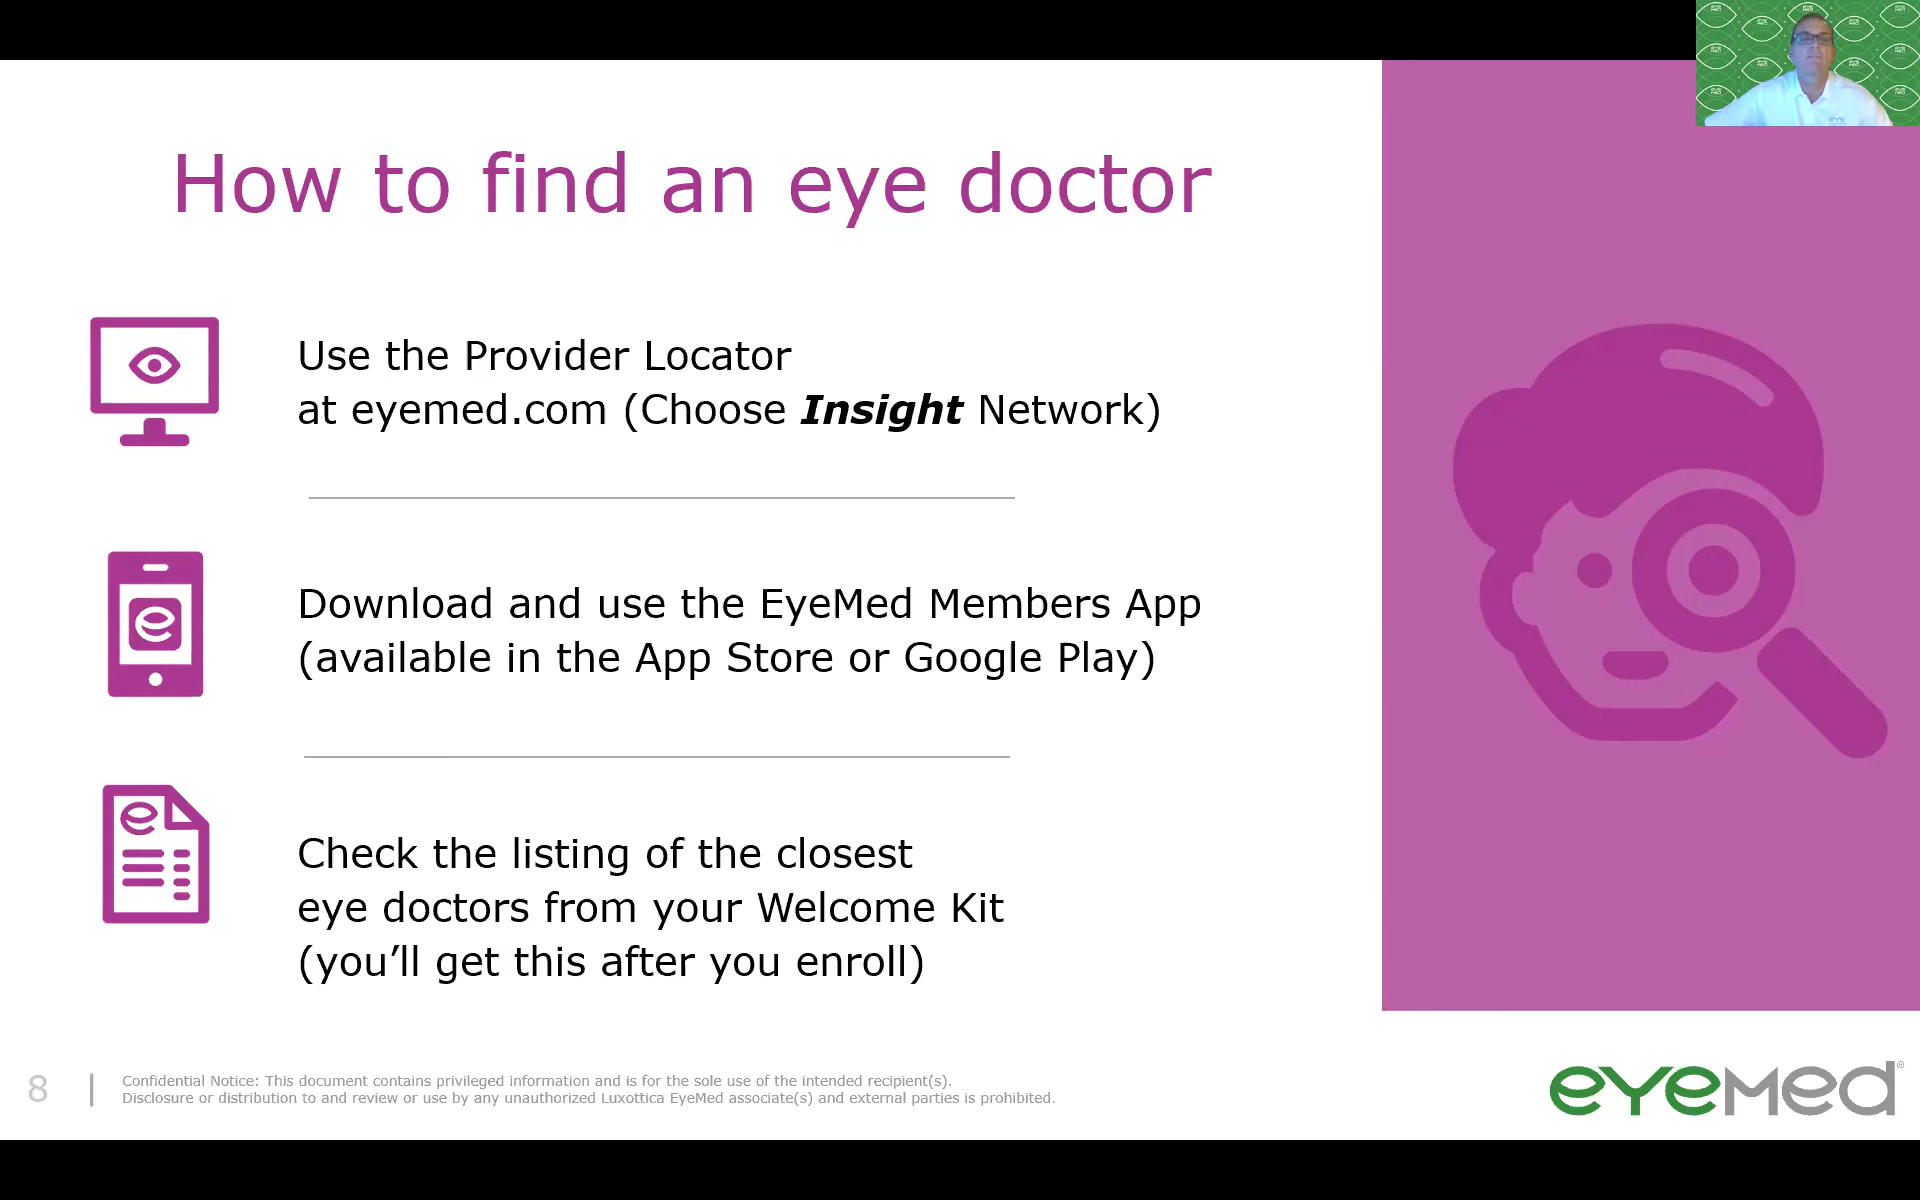 How to find an eye doctor
Use the Provider Locator
at eyemed.com (Choose Insight Network)
Download and use the EyeMed Members App
(available in the App Store or Google Play)
Check the listing of the closest
eye doctors from your Welcome Kit
(you’ll get this after you enroll)
8
Confidential Notice: This document contains privileged information and is for the sole use of the intended recipient(s).
Disclosure or distribution to and review or use by any unauthorized Luxottica EyeMed associate(s) and external parties is prohibited.
eyemed®